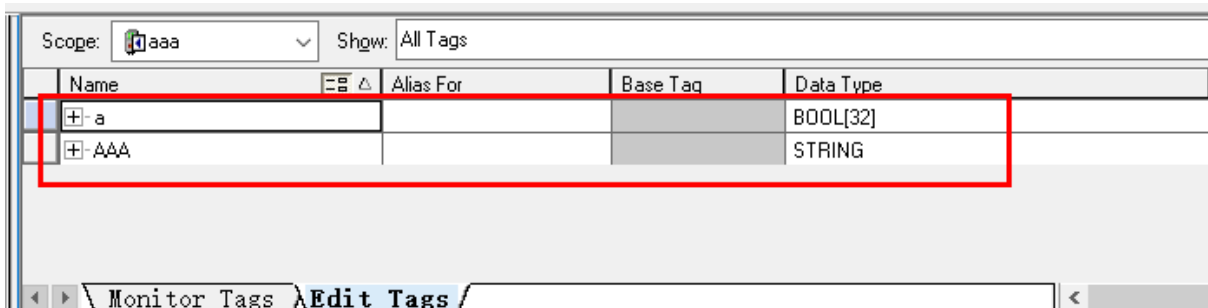 Scope: aaa Show: All Tags
Name Alias For Base Tag Data Type
a BOOL[32]
AAA STRING
Monitor Tags Edit Tags